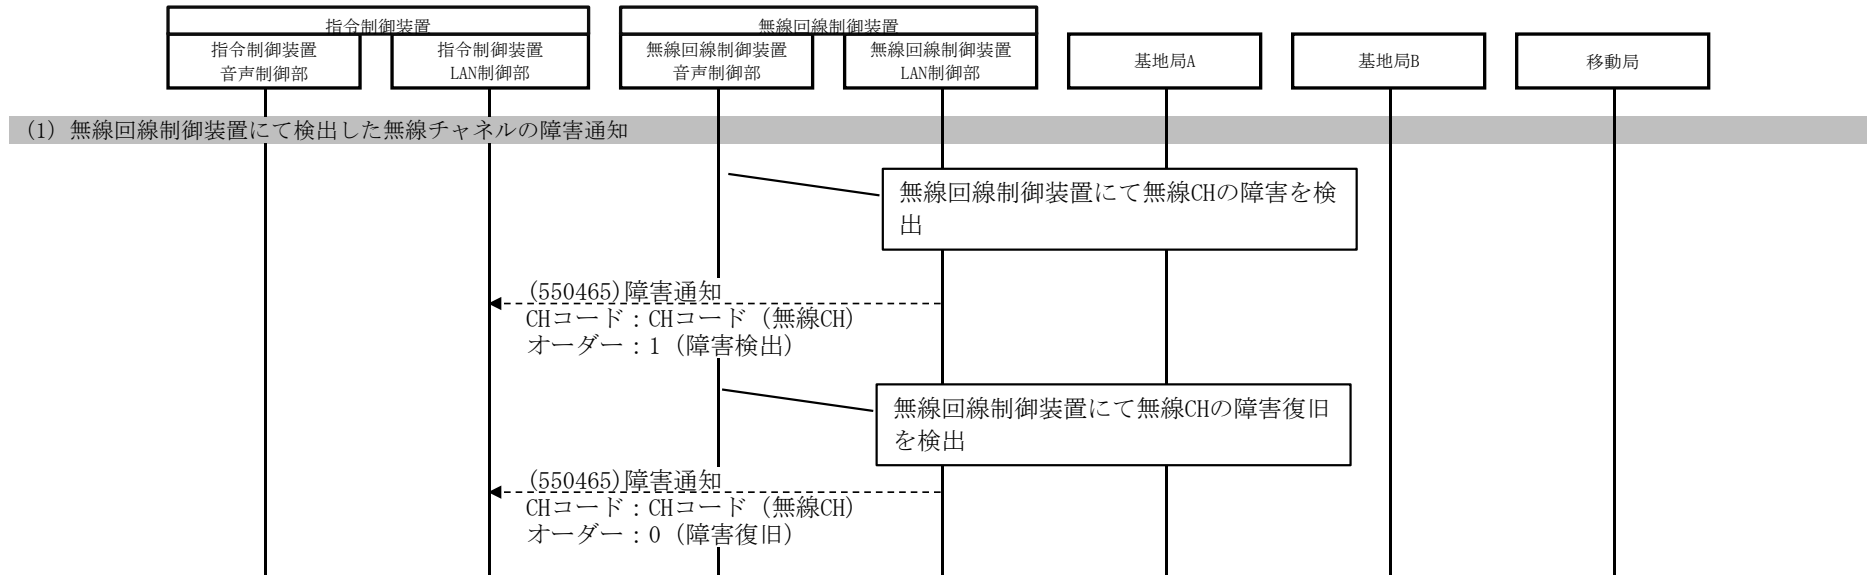 指令制御装置
無線回線制御装置
指令制御装置
音声制御部
指令制御装置
LAN制御部
無線回線制御装置
音声制御部
無線回線制御装置
LAN制御部
基地局A
基地局B
移動局
(1) 無線回線制御装置にて検出した無線チャネルの障害通知
無線回線制御装置にて無線CHの障害を検
出
(550465)障害通知
CHコード：CHコード（無線CH）
オーダー：1（障害検出）
無線回線制御装置にて無線CHの障害復旧
を検出
(550465)障害通知
CHコード：CHコード（無線CH）
オーダー：0（障害復旧）